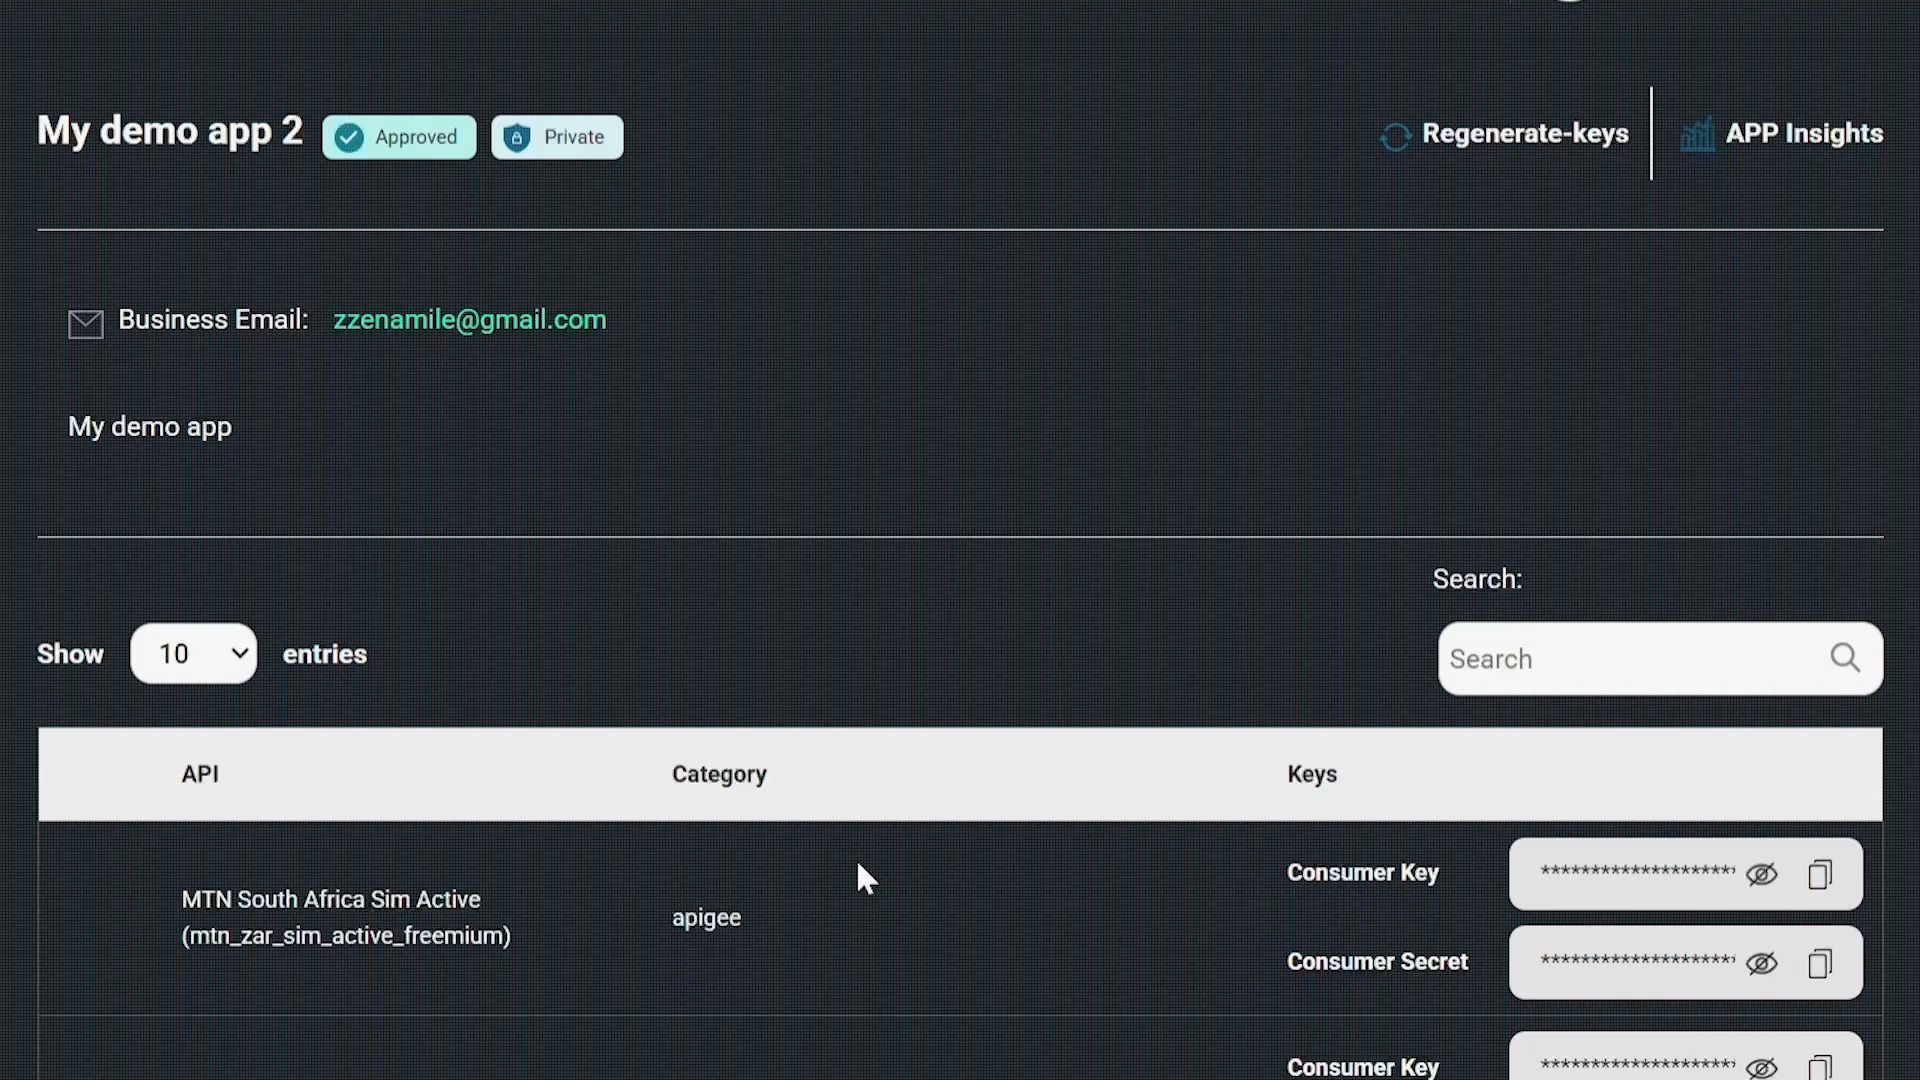 My demo app 2
Approved
Private
Regenerate-keys
APP Insights
Business Email: zzenamile@gmail.com
My demo app
Search:
Show 10 entries
Search
API Category Keys
MTN South Africa Sim Active
(mtn_zar_sim_active_freemium)
apigee
Consumer Key ********************
Consumer Secret ********************
Consumer Key ********************